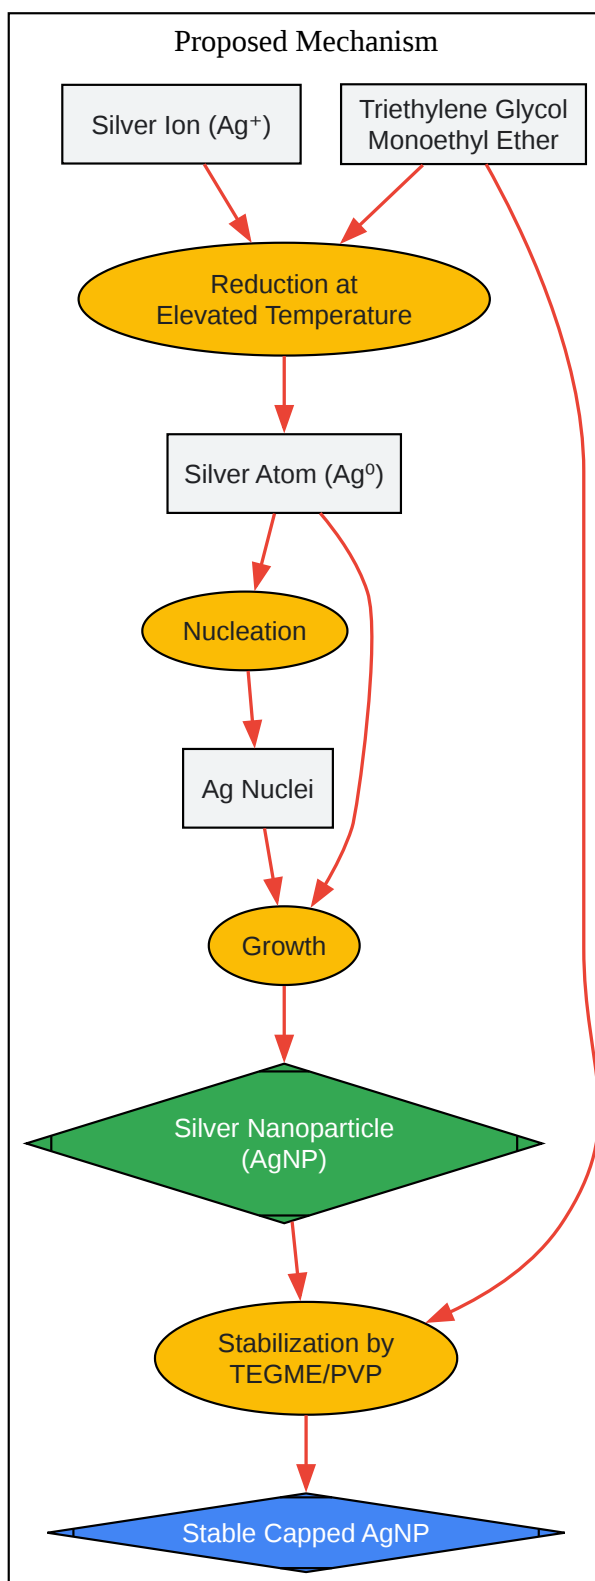 Proposed Mechanism
Silver Ion (Ag⁺)
Triethylene Glycol
Monoethyl Ether
Reduction at
Elevated Temperature
Silver Atom (Ag⁰)
Nucleation
Ag Nuclei
Growth
Silver Nanoparticle
(AgNP)
Stabilization by
TEGME/PVP
Stable Capped AgNP